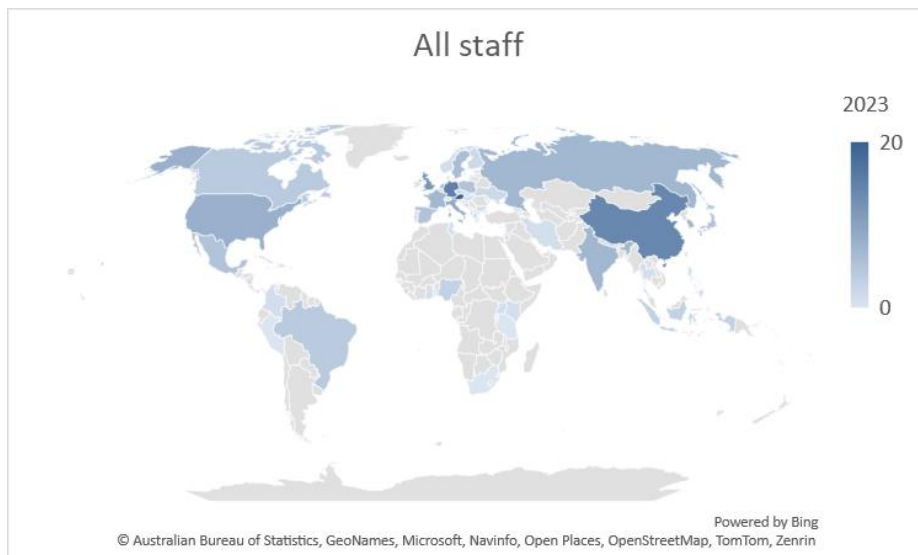 All staff
2023
20
0
Powered by Bing
© Australian Bureau of Statistics, GeoNames, Microsoft, Navinfo, Open Places, OpenStreetMap, TomTom, Zenrin